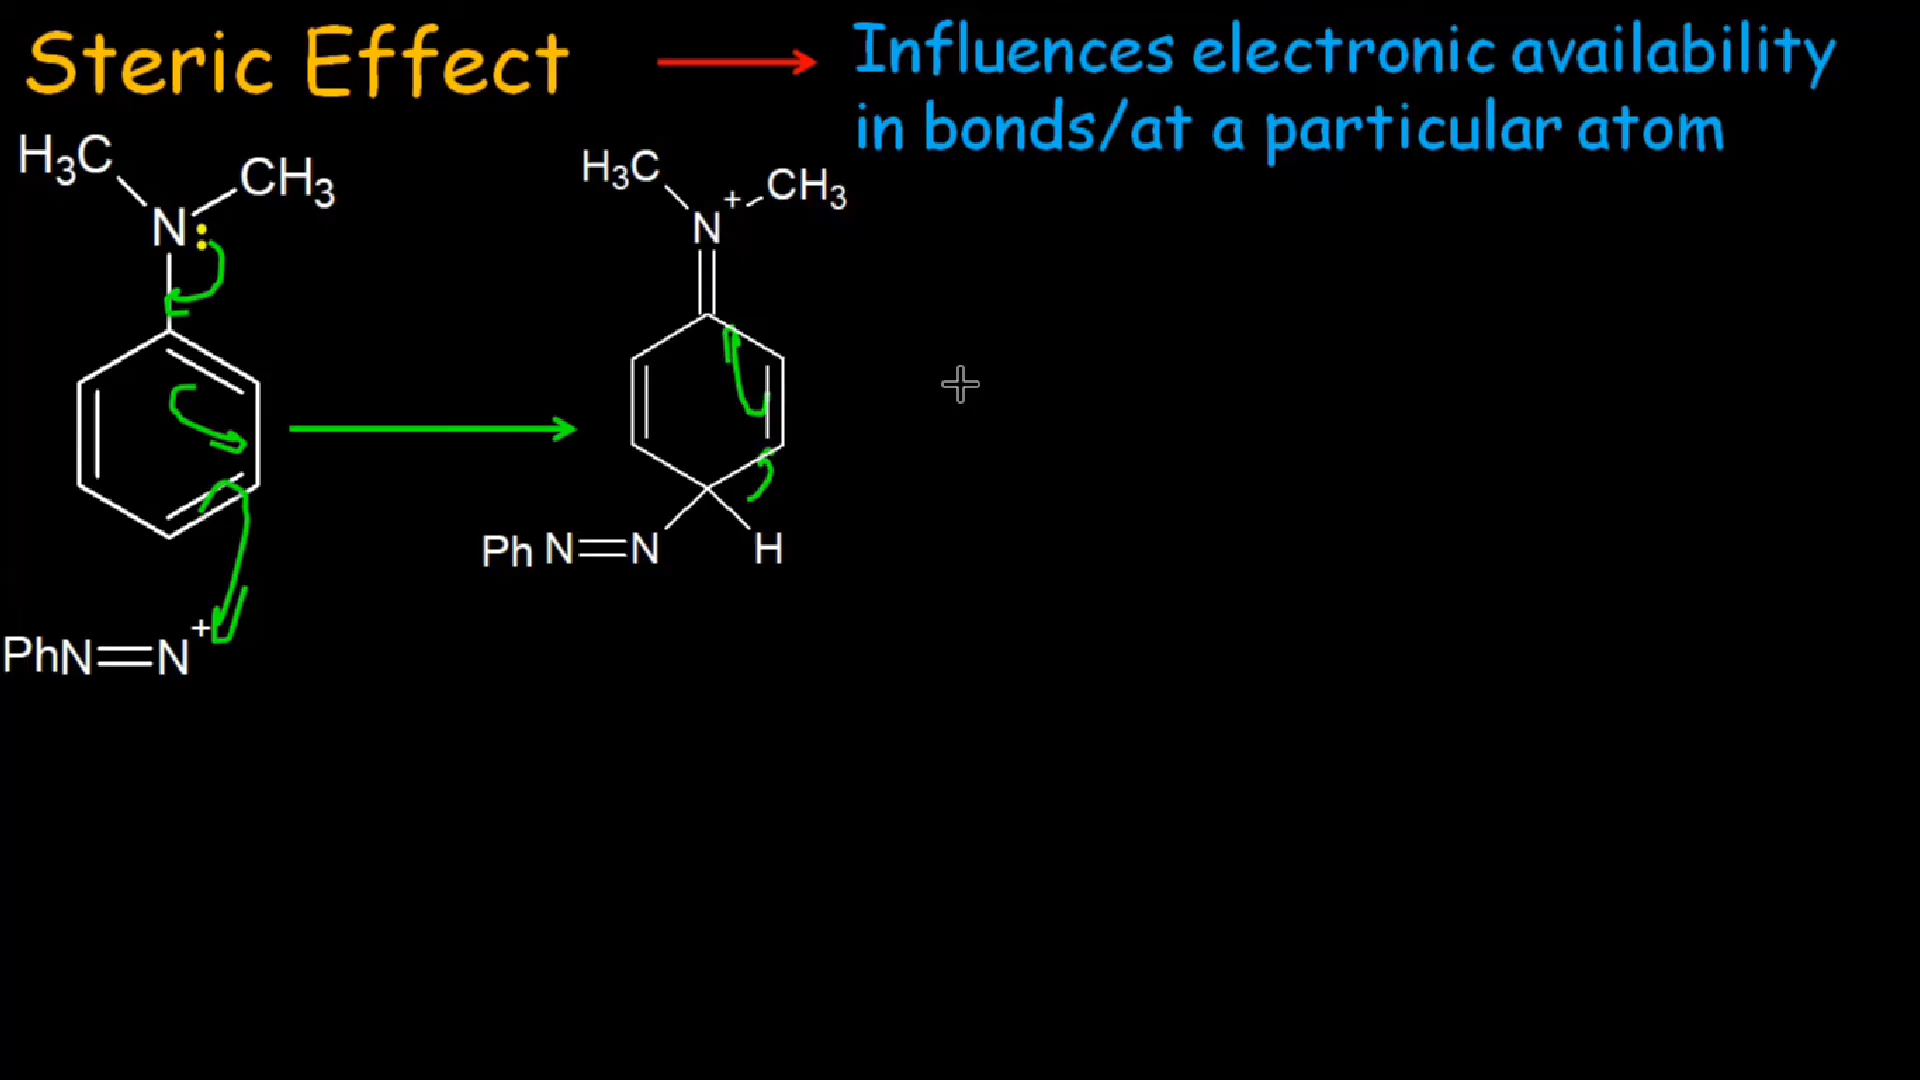 Steric Effect
Influences electronic availability
in bonds/at a particular atom
H3C
CH3
N:
H3C
+
CH3
N
Ph N=N
H
+
PhN=N